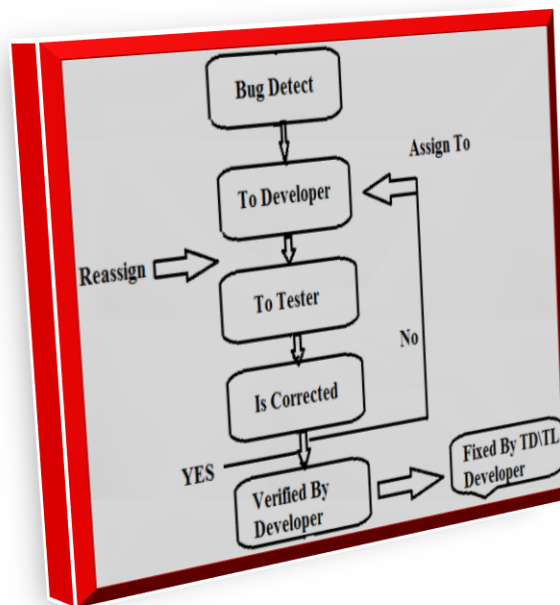 Bug Detect
Assign To
To Developer
Reassign
To Tester
No
Is Corrected
YES
Verified By
Developer
Fixed By TD\TL
Developer